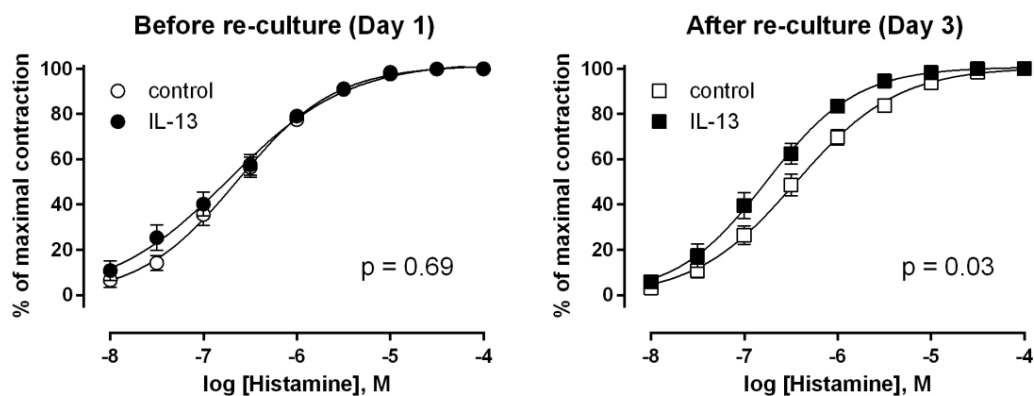 Before re-culture (Day 1)
% of maximal contraction
100
80
60
40
20
0
control
IL-13
p = 0.69
-8 -7 -6 -5 -4
log [Histamine], M
After re-culture (Day 3)
% of maximal contraction
100
80
60
40
20
0
control
IL-13
p = 0.03
-8 -7 -6 -5 -4
log [Histamine], M